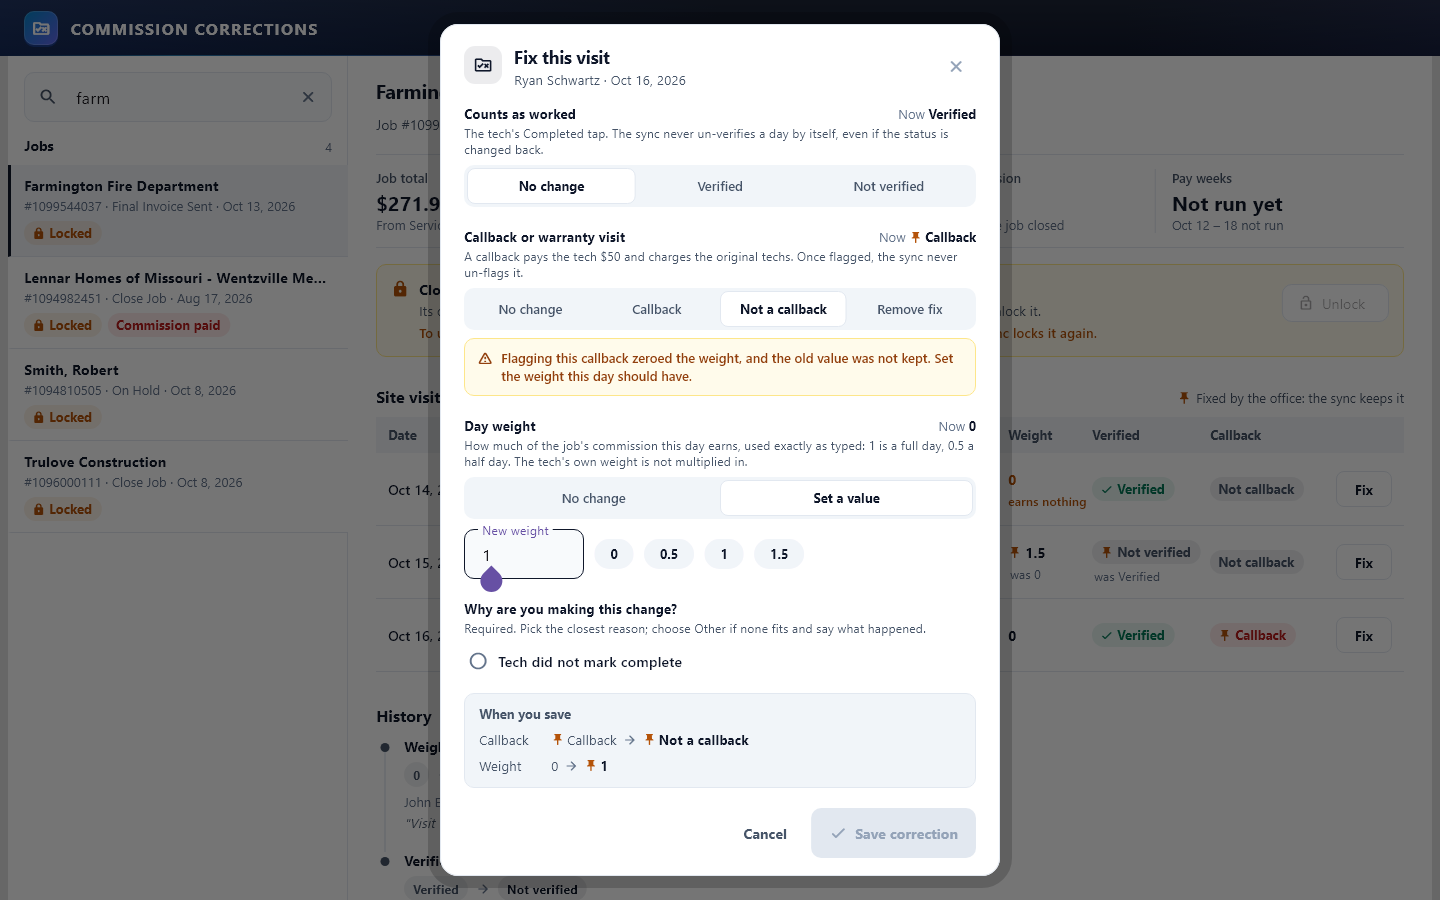 COMMISSION CORRECTIONS
farm
Jobs
4
Farmington Fire Department
#1099544037 · Final Invoice Sent · Oct 13, 2026
Locked
Lennar Homes of Missouri - Wentzville Me...
#1094982451 · Close Job · Aug 17, 2026
Locked
Commission paid
Smith, Robert
#1094810505 · On Hold · Oct 8, 2026
Locked
Trulove Construction
#1096000111 · Close Job · Oct 8, 2026
Locked
Job #1099
Job total
$271.9
Pay weeks
Not run yet
Oct 12 – 18 not run
job closed
Unlock
locks it again.
Fixed by the office: the sync keeps it
Date
Weight
Verified
Callback
Oct 14, 2
0
earns nothing
Verified
Not callback
Fix
Oct 15, 2
1.5
was 0
Not verified
was Verified
Not callback
Fix
Oct 16, 2
0
Verified
Callback
Fix
History
0
Verified
Not verified
Fix this visit
Ryan Schwartz · Oct 16, 2026
Counts as worked
Now Verified
The tech's Completed tap. The sync never un-verifies a day by itself, even if the status is
changed back.
No change
Verified
Not verified
Callback or warranty visit
Now Callback
A callback pays the tech $50 and charges the original techs. Once flagged, the sync never
un-flags it.
No change
Callback
Not a callback
Remove fix
Flagging this callback zeroed the weight, and the old value was not kept. Set
the weight this day should have.
Day weight
Now 0
How much of the job's commission this day earns, used exactly as typed: 1 is a full day, 0.5 a
half day. The tech's own weight is not multiplied in.
No change
Set a value
New weight
1
0
0.5
1
1.5
Why are you making this change?
Required. Pick the closest reason; choose Other if none fits and say what happened.
Tech did not mark complete
When you save
Callback
Callback → Not a callback
Weight
0 → 1
Cancel
Save correction